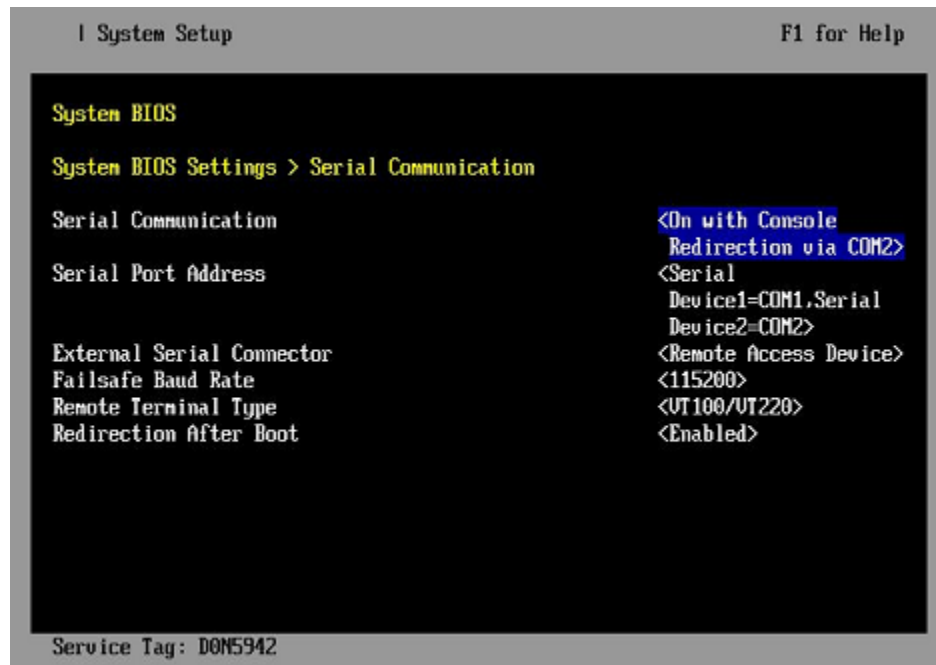 | System Setup F1 for Help
System BIOS
System BIOS Settings > Serial Communication
Serial Communication <On with Console
Redirection via COM2>
Serial Port Address <Serial
Device1=COM1,Serial
Device2=COM2>
External Serial Connector <Remote Access Device>
Failsafe Baud Rate <115200>
Remote Terminal Type <VT100/VT220>
Redirection After Boot <Enabled>
Service Tag: D0N5942